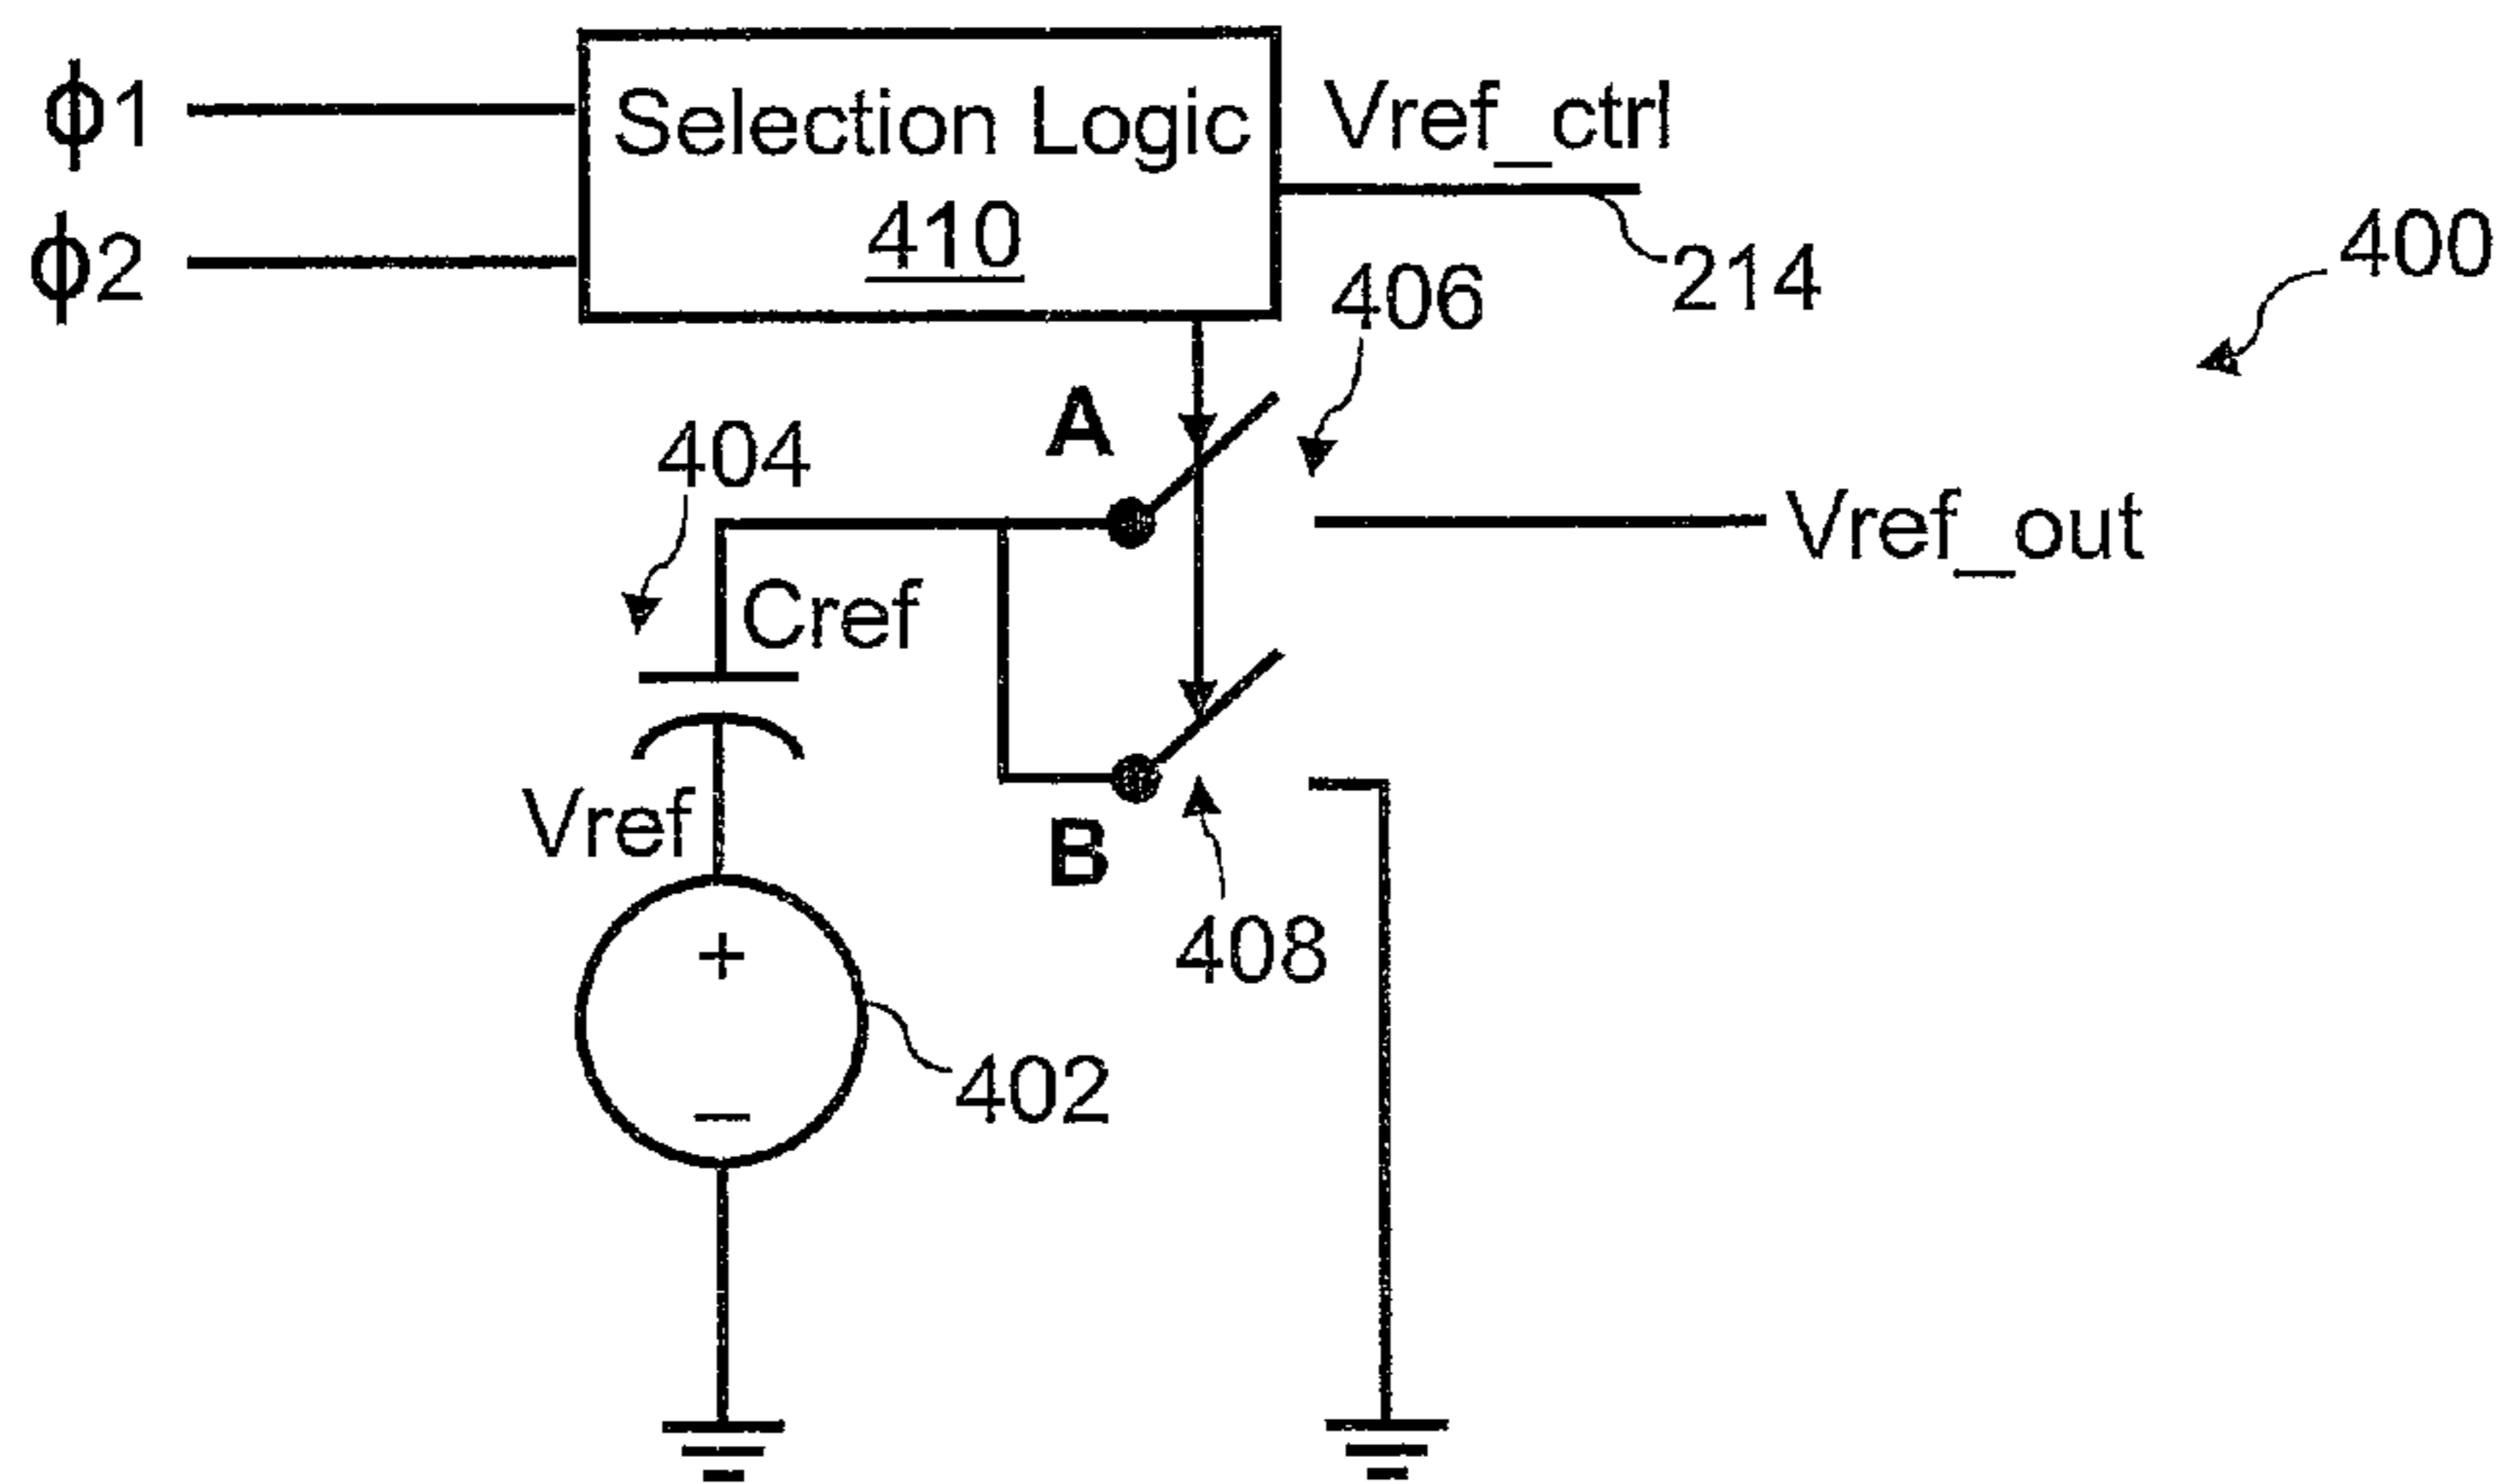 ϕ1
Selection Logic
410
Vref_ctrl
ϕ2
214
400
406
A
404
Vref_out
Cref
Vref
B
408
+
402
−